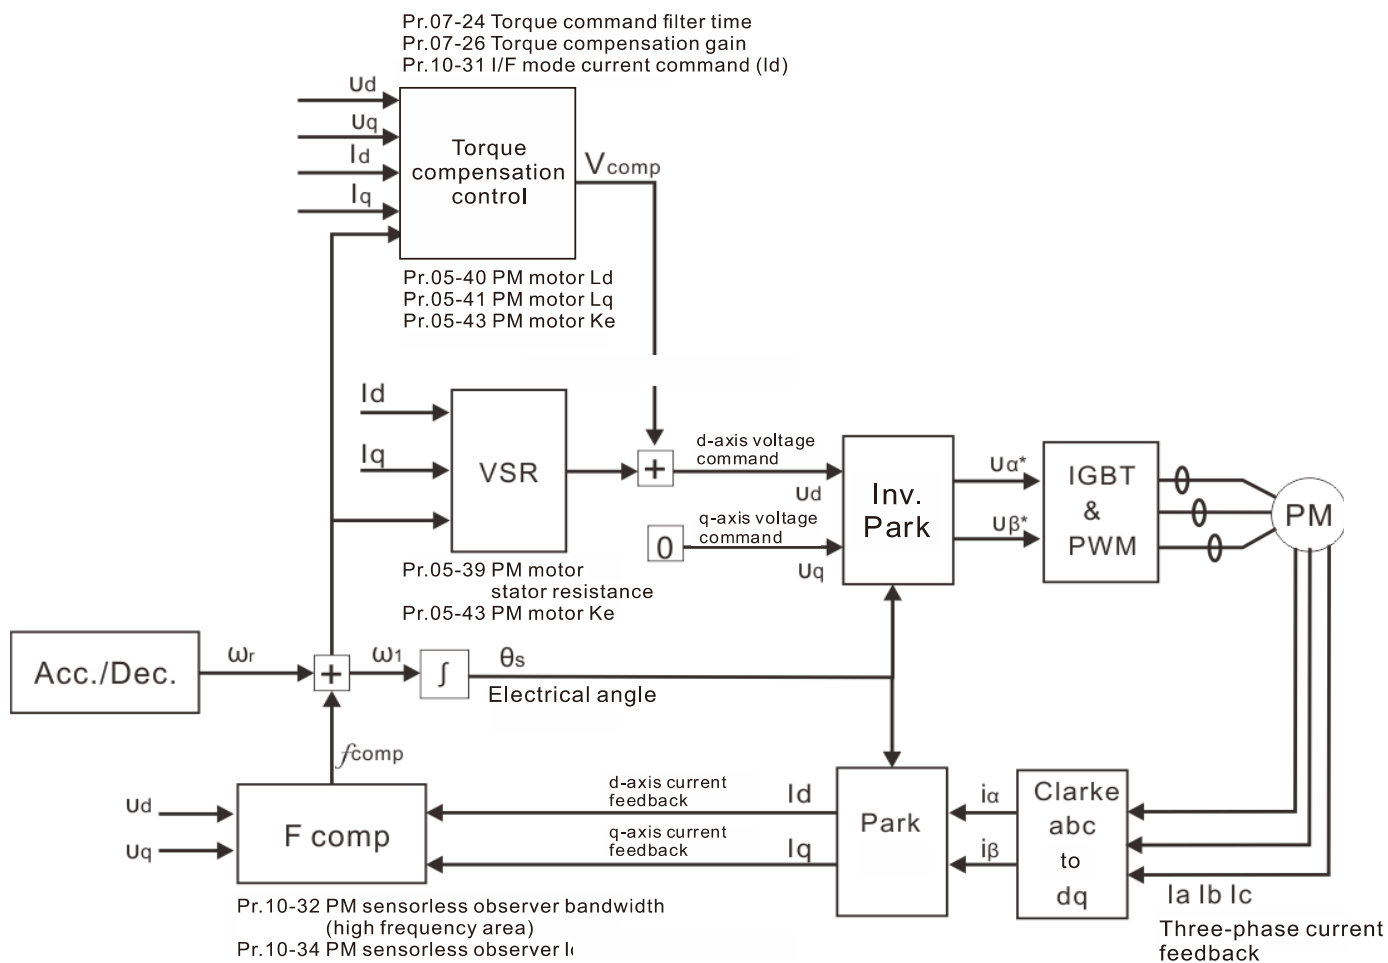 Pr.07-24 Torque command filter time
Pr.07-26 Torque compensation gain
Pr.10-31 I/F mode current command (Id)
ud
uq
Id
Iq
Torque
compensation
control
Vcomp
Pr.05-40 PM motor Ld
Pr.05-41 PM motor Lq
Pr.05-43 PM motor Ke
Id
Iq
VSR
+
d-axis voltage
command
ud
0
q-axis voltage
command
uq
Inv.
Park
uα*
uβ*
IGBT
&
PWM
PM
Pr.05-39 PM motor
stator resistance
Pr.05-43 PM motor Ke
Acc./Dec.
ωr
+
ω1
∫
θs
Electrical angle
fcomp
ud
uq
F comp
d-axis current
feedback
Id
q-axis current
feedback
Iq
Park
iα
iβ
Clarke
abc
to
dq
Ia Ib Ic
Three-phase current
feedback
Pr.10-32 PM sensorless observer bandwidth
(high frequency area)
Pr.10-34 PM sensorless observer